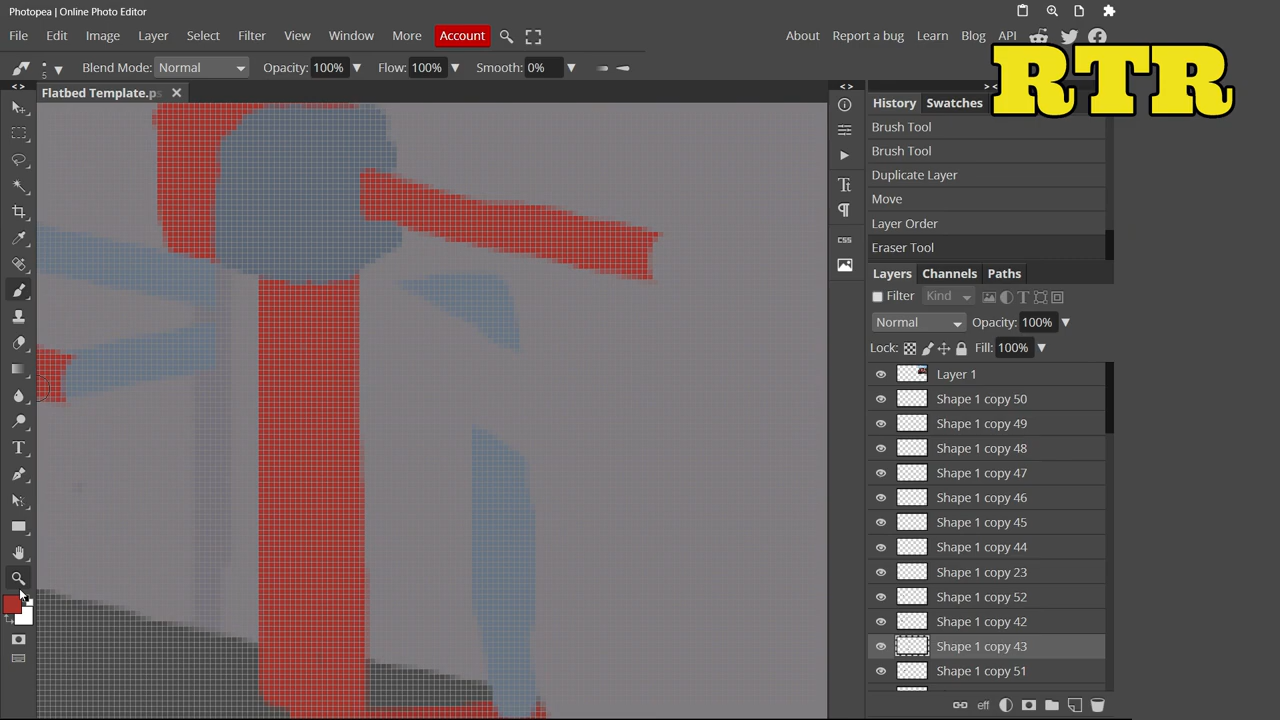 Photopea | Online Photo Editor
File Edit Image Layer Select Filter View Window More Account
About Report a bug Learn Blog API
RTR
5 Blend Mode: Normal Opacity: 100% Flow: 100% Smooth: 0%
Flatbed Template.ps
History Swatches
Brush Tool
Brush Tool
Duplicate Layer
Move
Layer Order
Eraser Tool
CSS
Layers Channels Paths
Filter Kind
Normal Opacity: 100%
Lock: Fill: 100%
Layer 1
Shape 1 copy 50
Shape 1 copy 49
Shape 1 copy 48
Shape 1 copy 47
Shape 1 copy 46
Shape 1 copy 45
Shape 1 copy 44
Shape 1 copy 23
Shape 1 copy 52
Shape 1 copy 42
Shape 1 copy 43
Shape 1 copy 51
eff